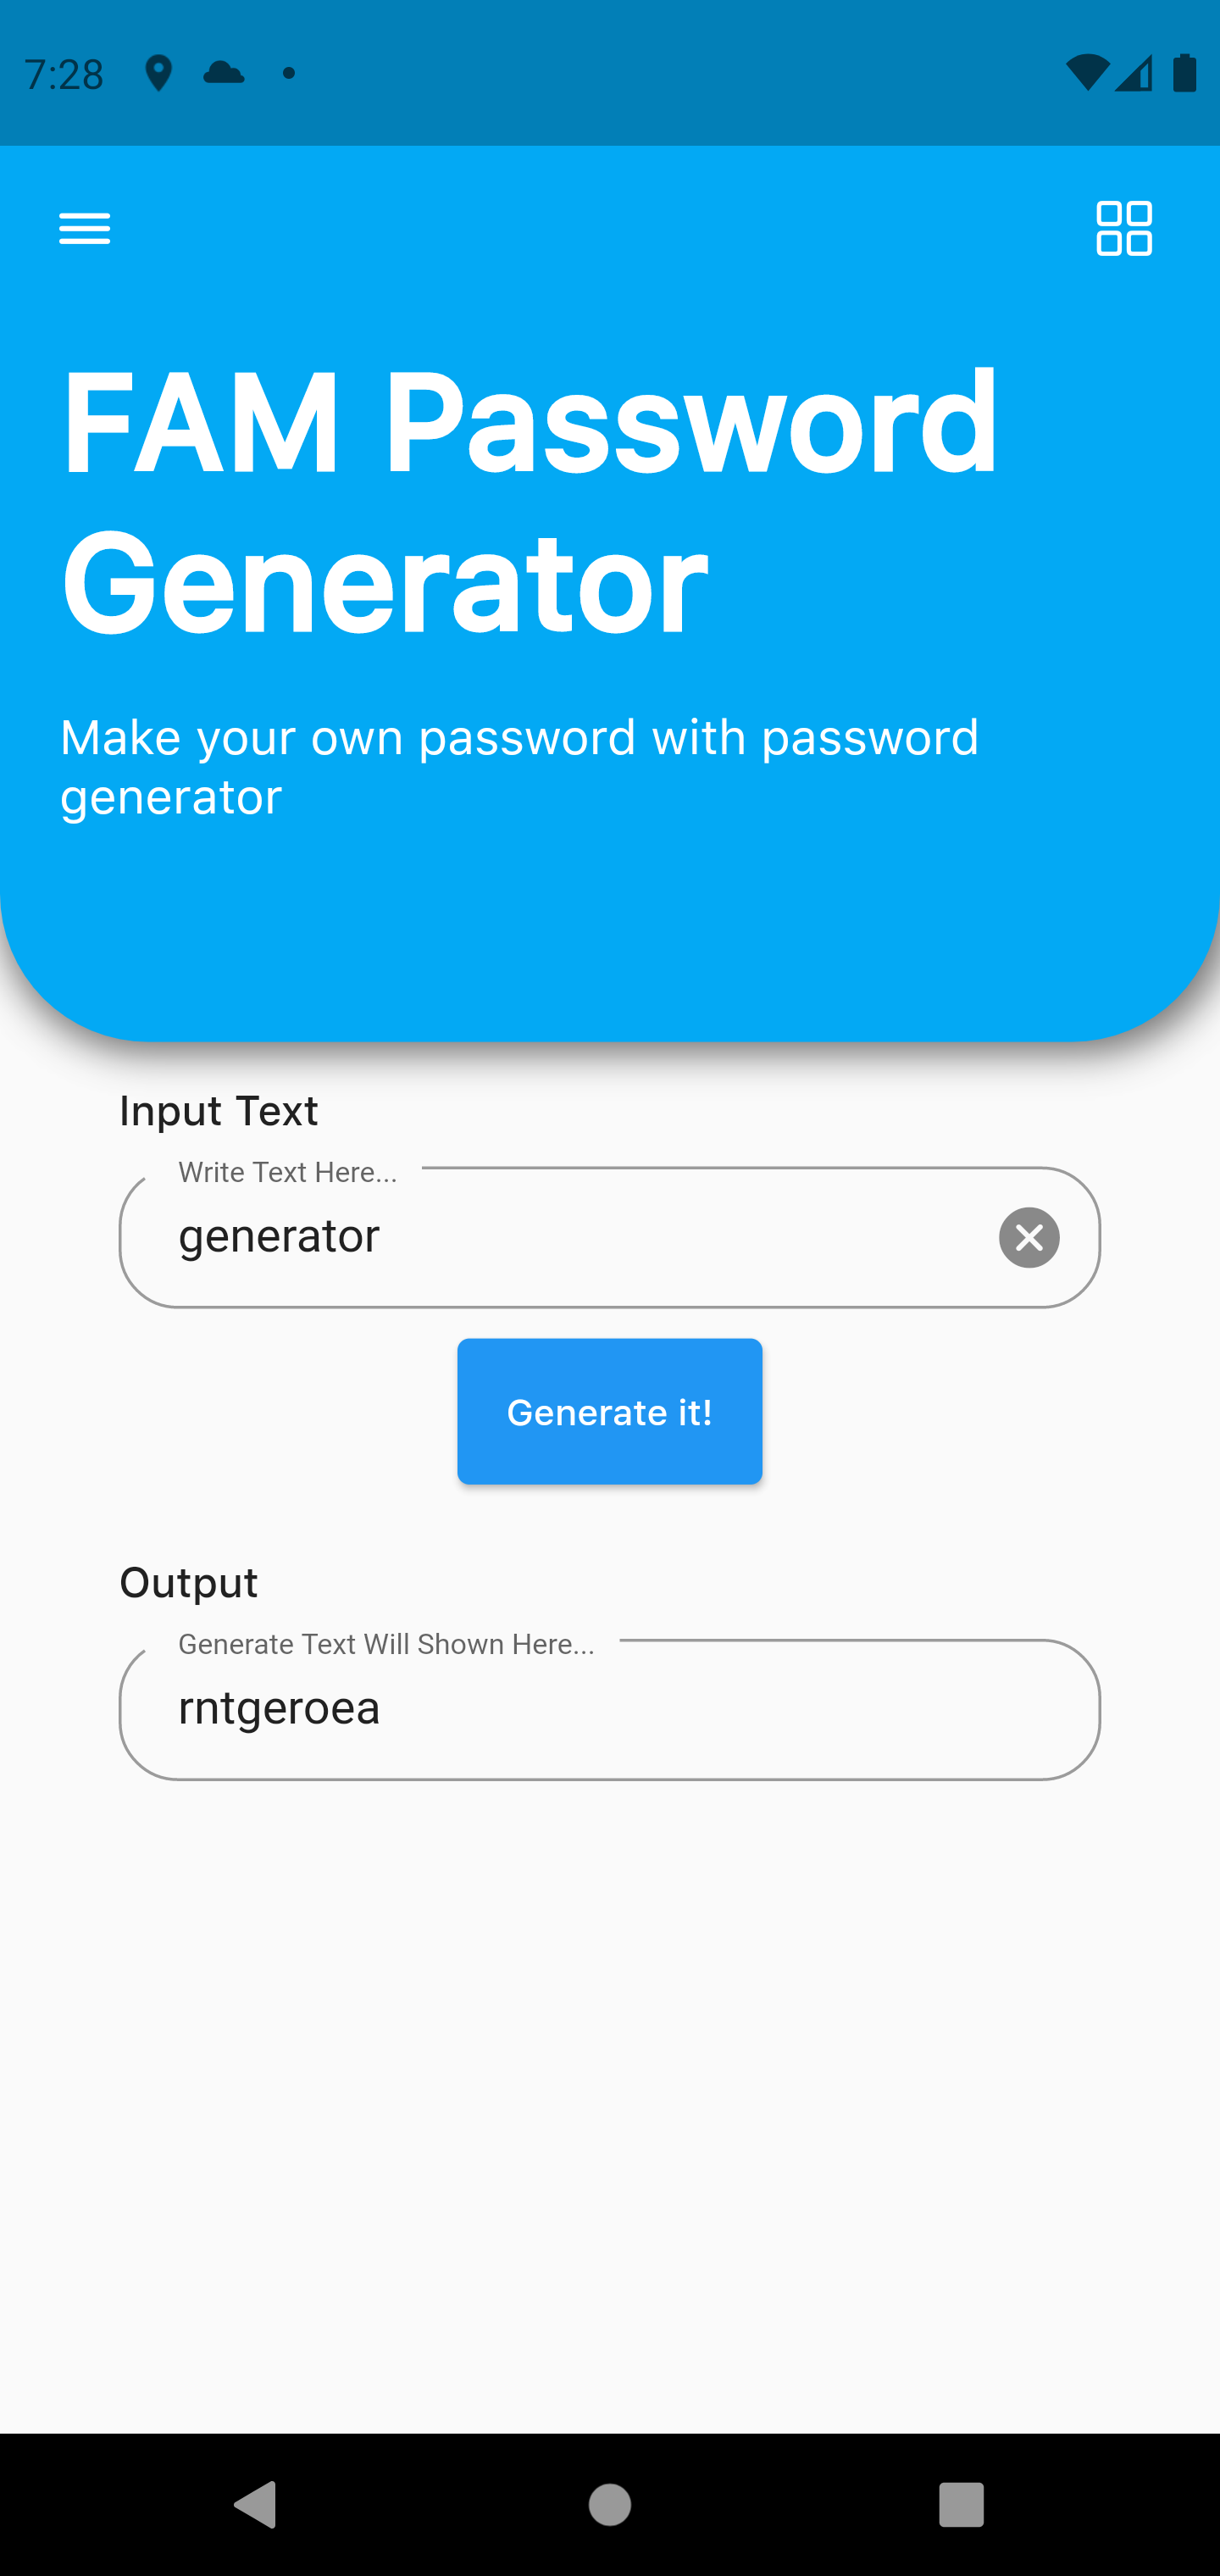 7:28
FAM Password
Generator
Make your own password with password
generator
Input Text
Write Text Here...
generator
Generate it!
Output
Generate Text Will Shown Here...
rntgeroea